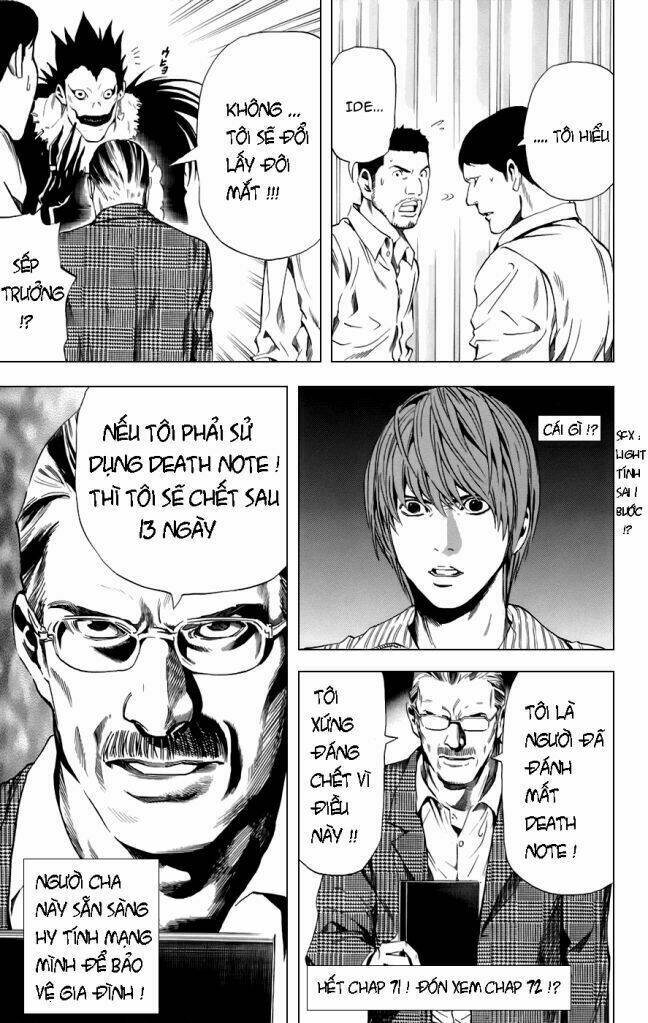 .... TÔI HIỂU
IDE...
KHÔNG ...
TÔI SẼ ĐỔI
LẤY ĐÔI
MẮT !!!
SẾP
TRƯỞNG
!?
CÁI GÌ !?
SFX :
LIGHT
TÍNH
SAI 1
BƯỚC
!?
NẾU TÔI PHẢI SỬ
DỤNG DEATH NOTE !
THÌ TÔI SẼ CHẾT SAU
13 NGÀY
TÔI LÀ
NGƯỜI ĐÃ
ĐÁNH
MẤT
DEATH
NOTE !
TÔI
XỨNG
ĐÁNG
CHẾT VÌ
ĐIỀU
NÀY !!
NGƯỜI CHA
NÀY SẴN SÀNG
HY TÍNH MẠNG
MÌNH ĐỂ BẢO
VỆ GIA ĐÌNH !
HẾT CHAP 71 ! ĐÓN XEM CHAP 72 !?